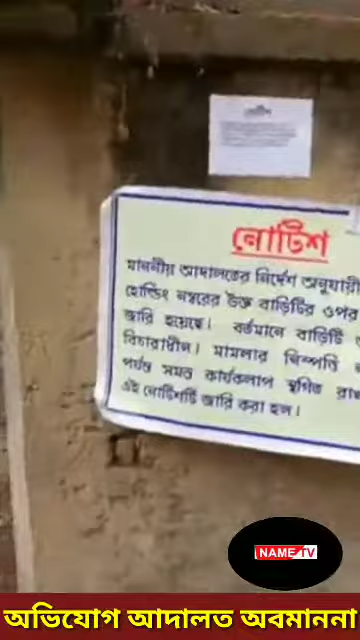 নোটিশ
মাননীয় আদালতের নির্দেশ অনুযায়ী
হোল্ডিং নম্বরের উক্ত বাড়িটির ওপর
জারি হয়েছে। বর্তমানে বাড়িটি
বিচারাধীন। মামলার নিষ্পত্তি
পর্যন্ত সমস্ত কার্যকলাপ স্থগিত
এই নোটিশটি জারি করা হল।
NAME TV
অভিযোগ আদালত অবমাননা